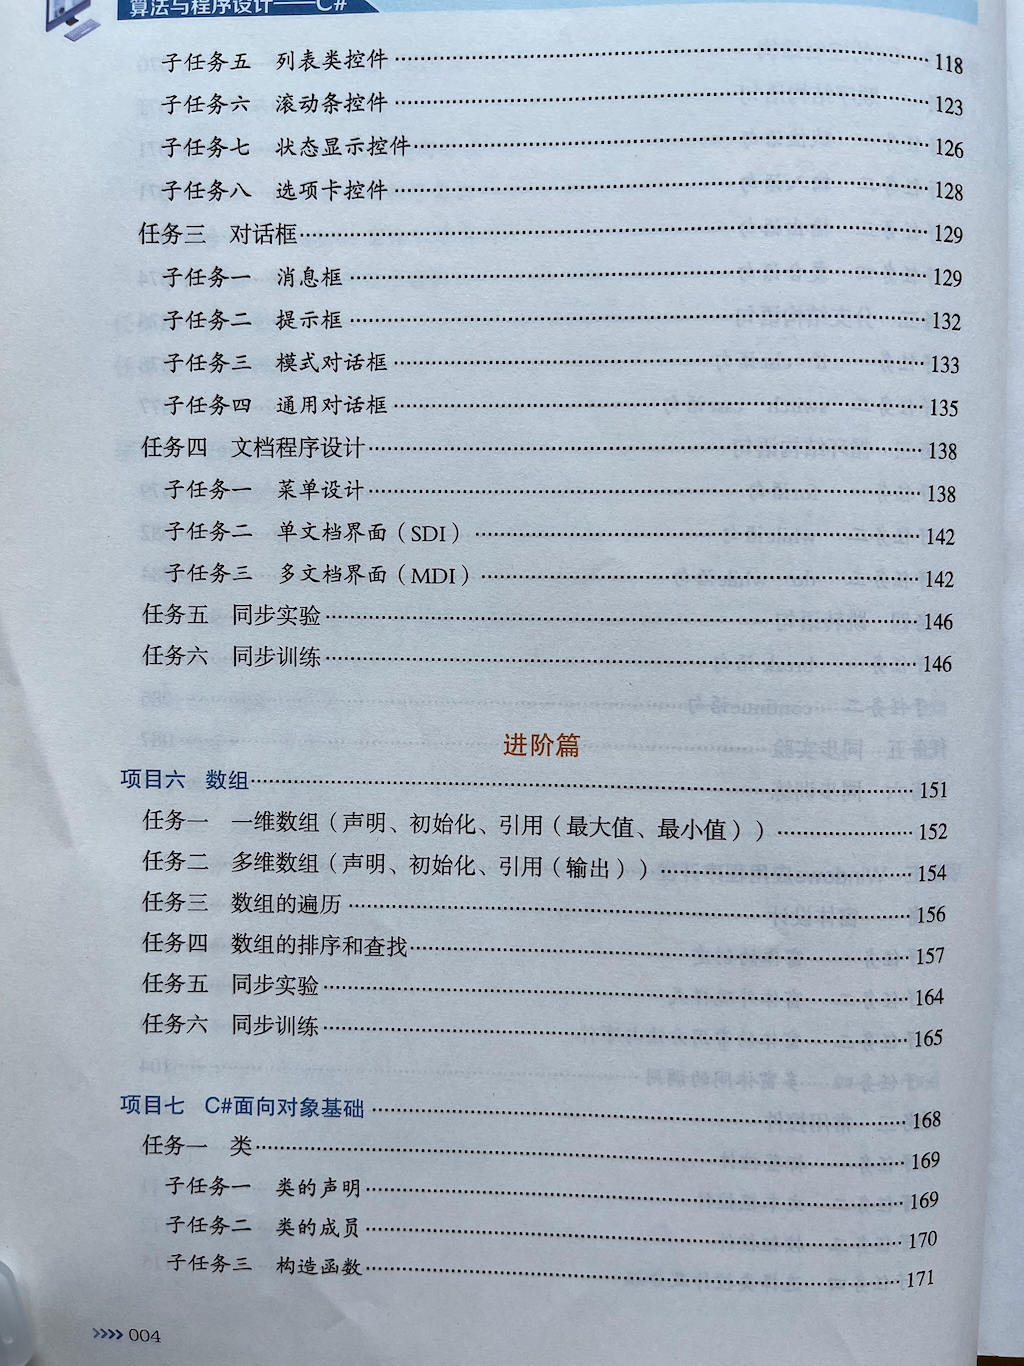 算法与程序设计——C#
子任务五 列表类控件 118
子任务六 滚动条控件 123
子任务七 状态显示控件 126
子任务八 选项卡控件 128
任务三 对话框 129
子任务一 消息框 129
子任务二 提示框 132
子任务三 模式对话框 133
子任务四 通用对话框 135
任务四 文档程序设计 138
子任务一 菜单设计 138
子任务二 单文档界面（SDI） 142
子任务三 多文档界面（MDI） 142
任务五 同步实验 146
任务六 同步训练 146
进阶篇
项目六 数组 151
任务一 一维数组（声明、初始化、引用（最大值、最小值）） 152
任务二 多维数组（声明、初始化、引用（输出）） 154
任务三 数组的遍历 156
任务四 数组的排序和查找 157
任务五 同步实验 164
任务六 同步训练 165
项目七 C#面向对象基础 168
任务一 类 169
子任务一 类的声明 169
子任务二 类的成员 170
子任务三 构造函数 171
>>>> 004